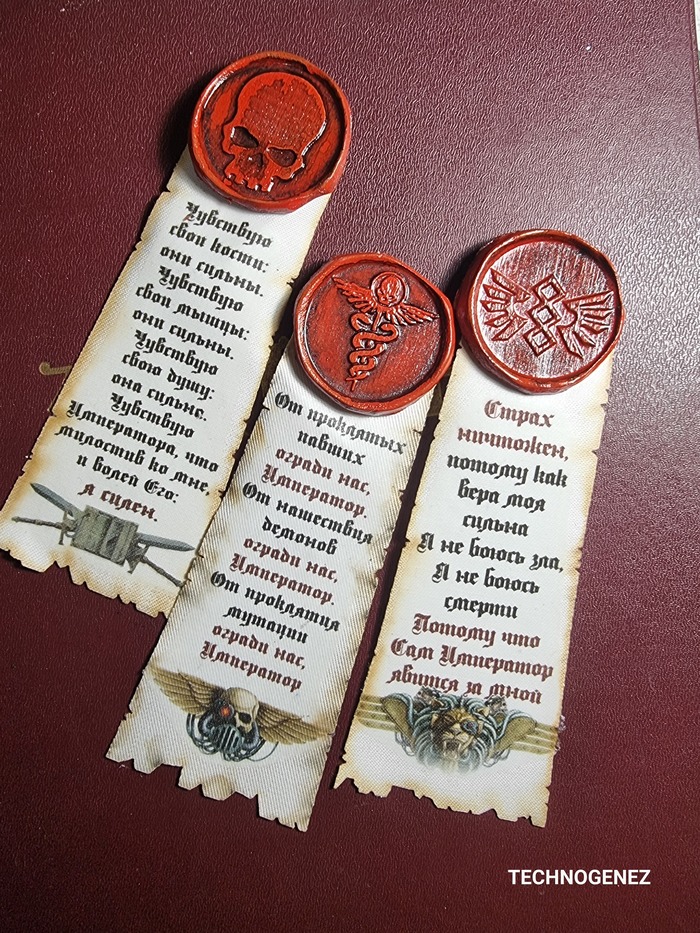 Чувствую
свои кости:
они сильны.
Чувствую
свои мышцы:
они сильны.
Чувствую
свою душу:
она сильнс.
Чувствую
Императора, что
милостив ко мне,
и волей Его:
я силен.
От проклятых
павших
огради нас,
Император
От нашествия
демонов
огради нас,
Император.
От проклятия
мутации
огради нас,
Император
Страх
ничтожен,
потому как
вера моя
сильна
Я не боюсь зла,
Я не боюсь
смерти
Потому что
Сам Император
явится за мной
TECHNOGENEZ